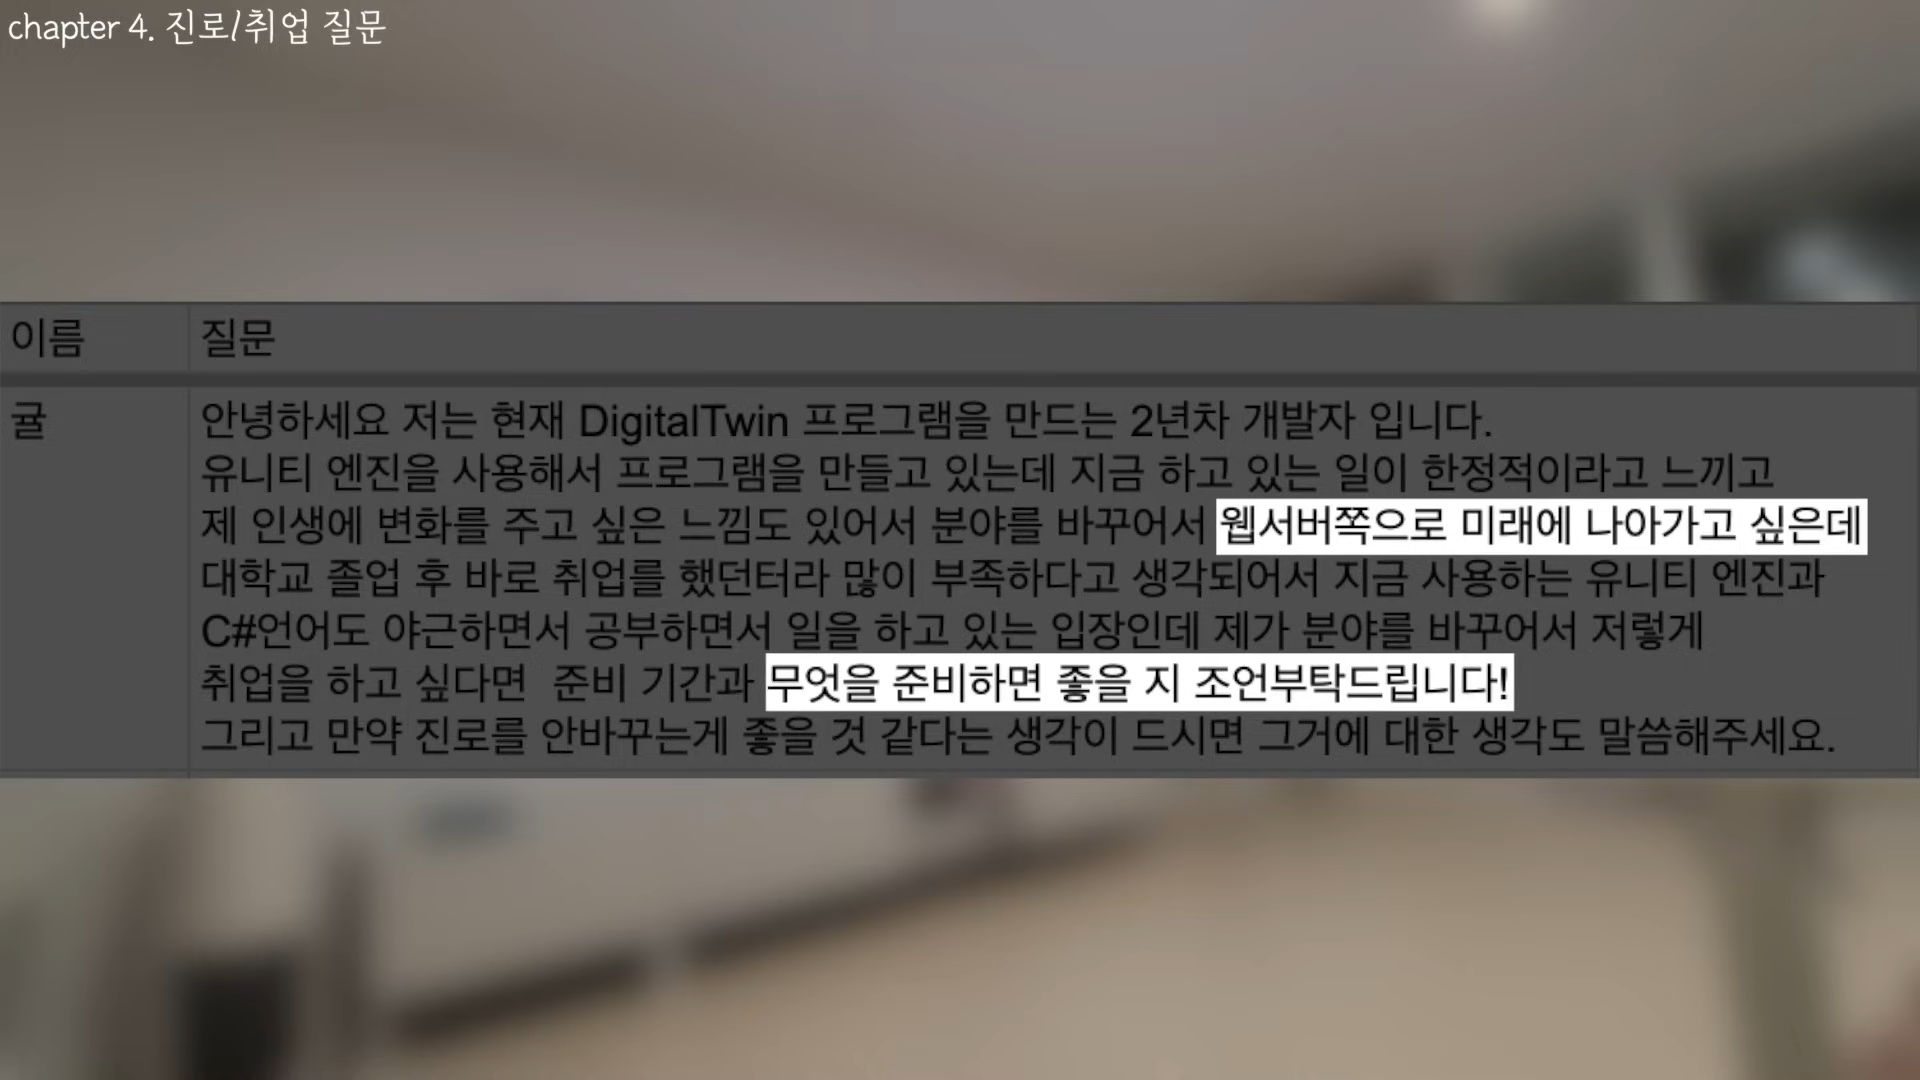 chapter 4. 진로/취업 질문
이름 질문
귤 안녕하세요 저는 현재 DigitalTwin 프로그램을 만드는 2년차 개발자 입니다.
유니티 엔진을 사용해서 프로그램을 만들고 있는데 지금 하고 있는 일이 한정적이라고 느끼고
제 인생에 변화를 주고 싶은 느낌도 있어서 분야를 바꾸어서 웹서버쪽으로 미래에 나아가고 싶은데
대학교 졸업 후 바로 취업를 했던터라 많이 부족하다고 생각되어서 지금 사용하는 유니티 엔진과
C#언어도 야근하면서 공부하면서 일을 하고 있는 입장인데 제가 분야를 바꾸어서 저렇게
취업을 하고 싶다면 준비 기간과 무엇을 준비하면 좋을 지 조언부탁드립니다!
그리고 만약 진로를 안바꾸는게 좋을 것 같다는 생각이 드시면 그거에 대한 생각도 말씀해주세요.